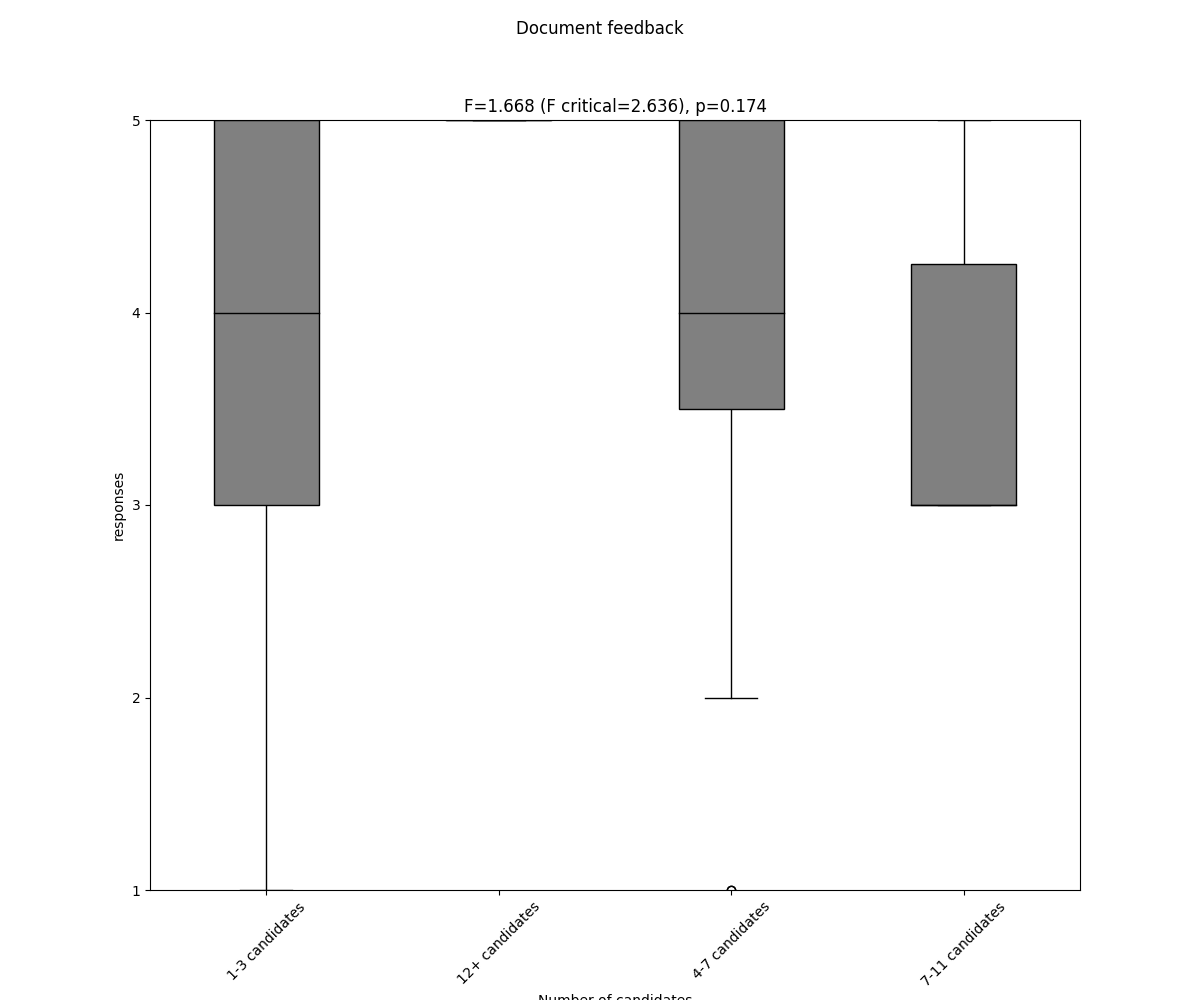 Document feedback
F=1.668 (F critical=2.636), p=0.174
5
4
3
2
1
responses
1-3 candidates
12+ candidates
4-7 candidates
7-11 candidates
Number of candidates